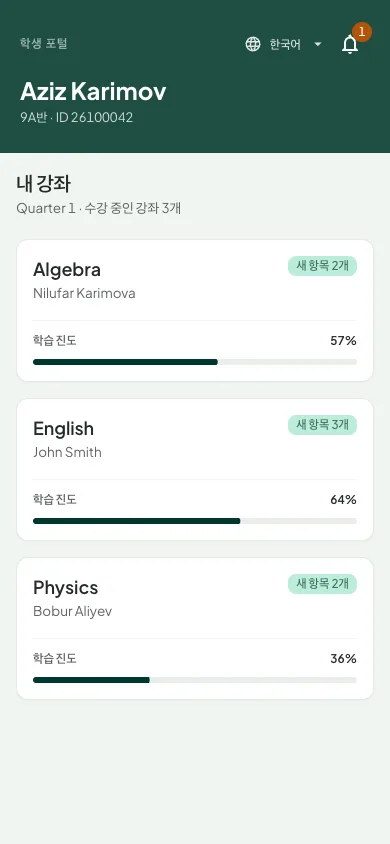 학생 포털
한국어
1
Aziz Karimov
9A반 · ID 26100042
내 강좌
Quarter 1 · 수강 중인 강좌 3개
Algebra
새 항목 2개
Nilufar Karimova
학습 진도
57%
English
새 항목 3개
John Smith
학습 진도
64%
Physics
새 항목 2개
Bobur Aliyev
학습 진도
36%